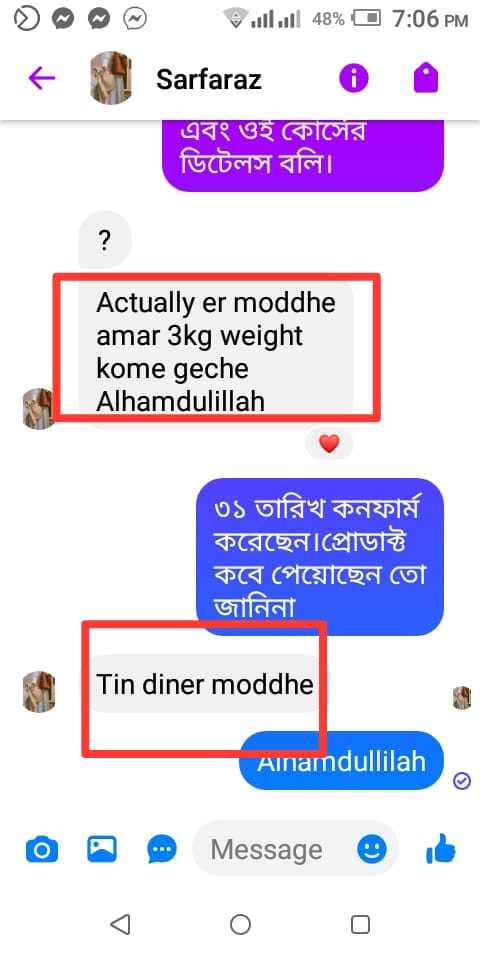 48% 7:06 PM
Sarfaraz
এবং ওই কোর্সের
ডিটেলস বলি।
?
Actually er moddhe
amar 3kg weight
kome geche
Alhamdulillah
৩১ তারিখ কনফার্ম
করেছেন।প্রোডাক্ট
কবে পেয়োছেন তো
জানিনা
Tin diner moddhe
Alhamdullilah
Message